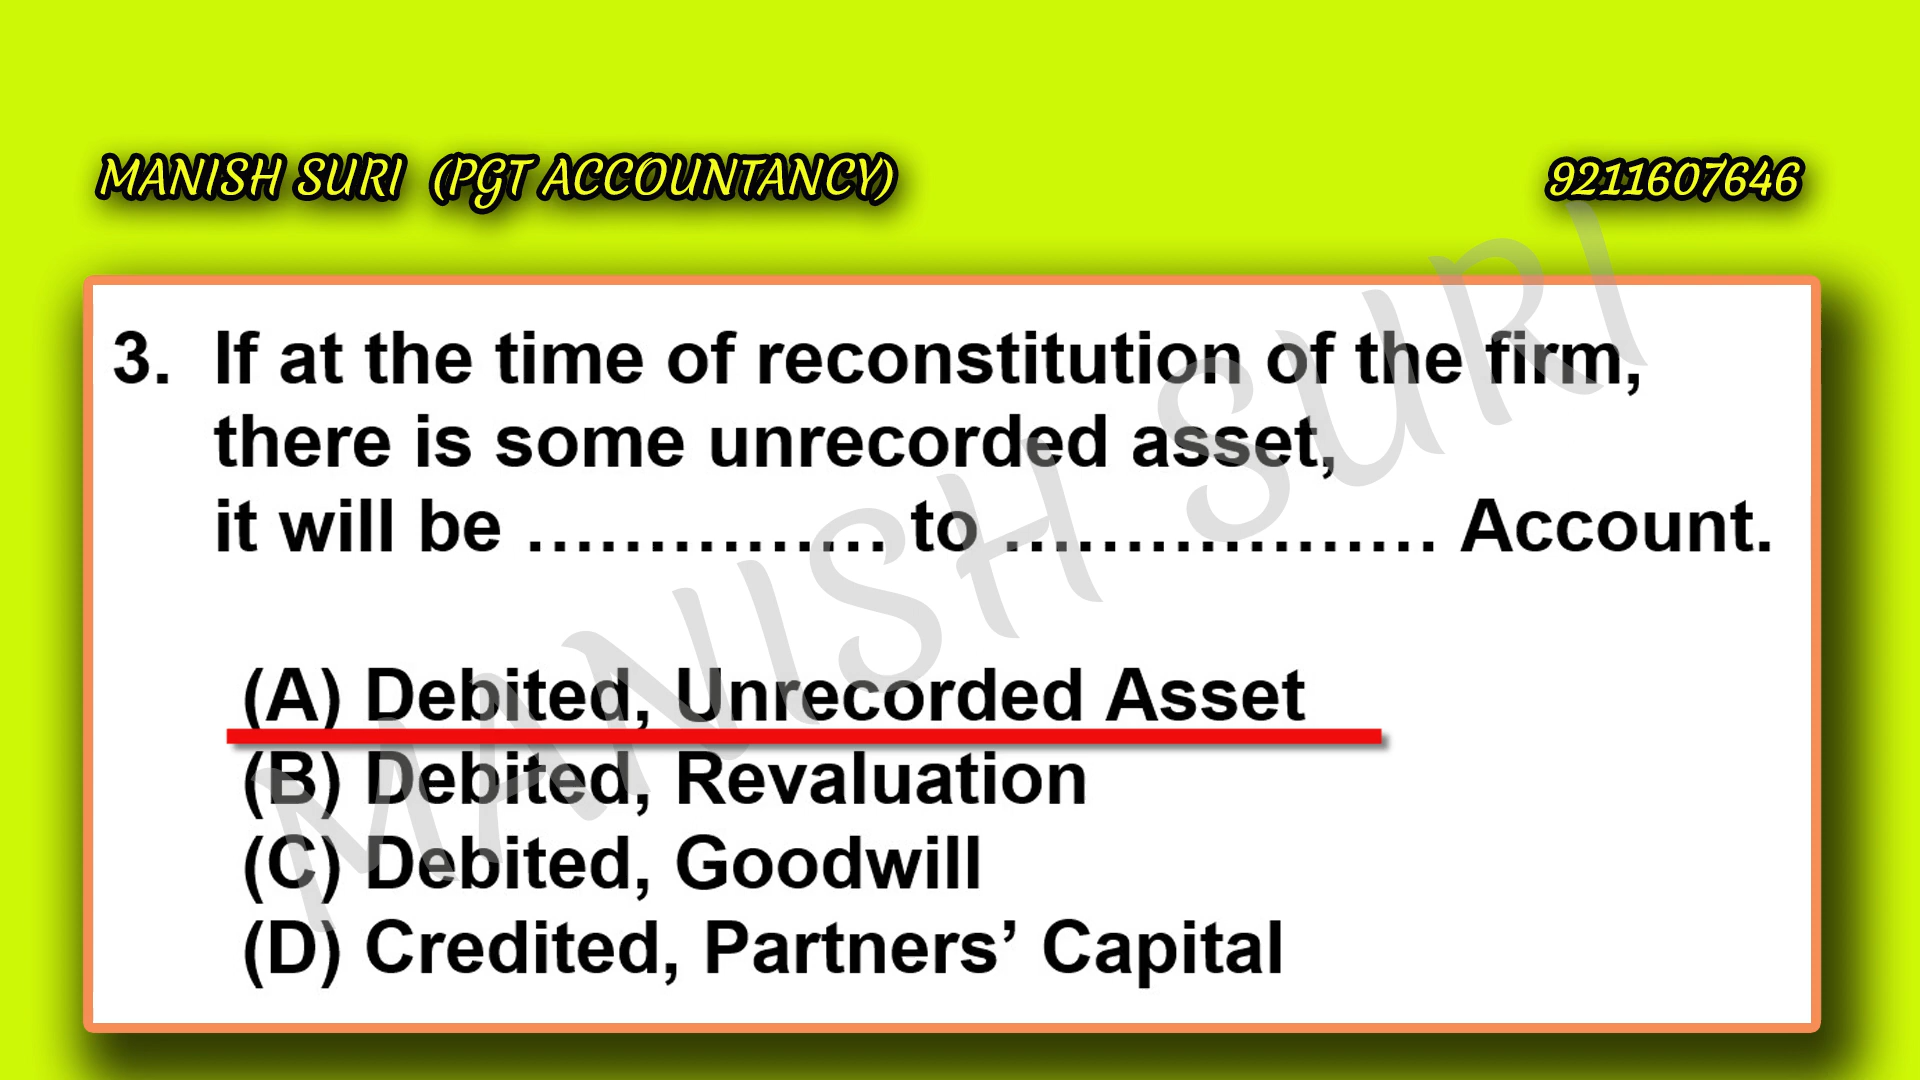 MANISH SURI (PGT ACCOUNTANCY)
9211607646
3. If at the time of reconstitution of the firm,
there is some unrecorded asset,
it will be …………… to ……………… Account.
(A) Debited, Unrecorded Asset
(B) Debited, Revaluation
(C) Debited, Goodwill
(D) Credited, Partners’ Capital
MANISH SURI